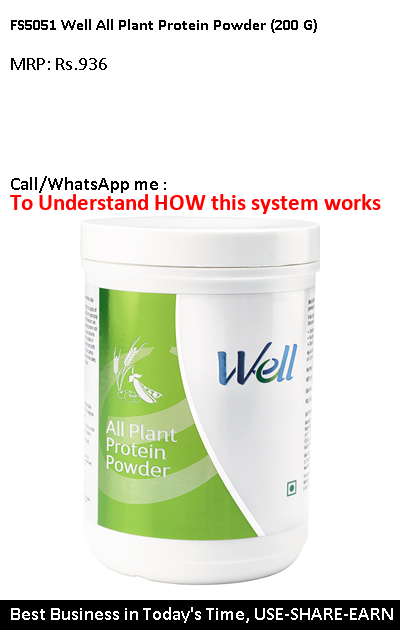 FS5051 Well All Plant Protein Powder (200 G)
MRP: Rs.936
Call/WhatsApp me :
To Understand HOW this system works
Well
All Plant
Protein
Powder
Best Business in Today's Time, USE-SHARE-EARN